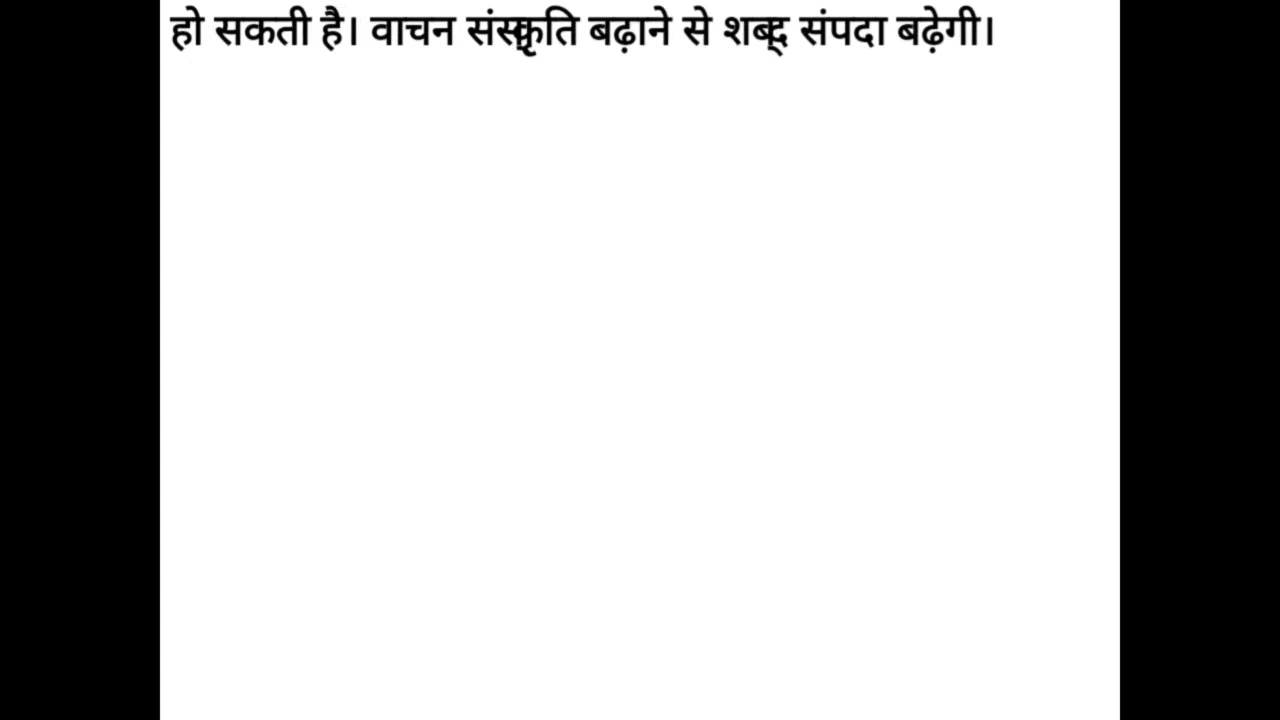 हो सकती है। वाचन संस्कृति बढ़ाने से शब्द संपदा बढ़ेगी।